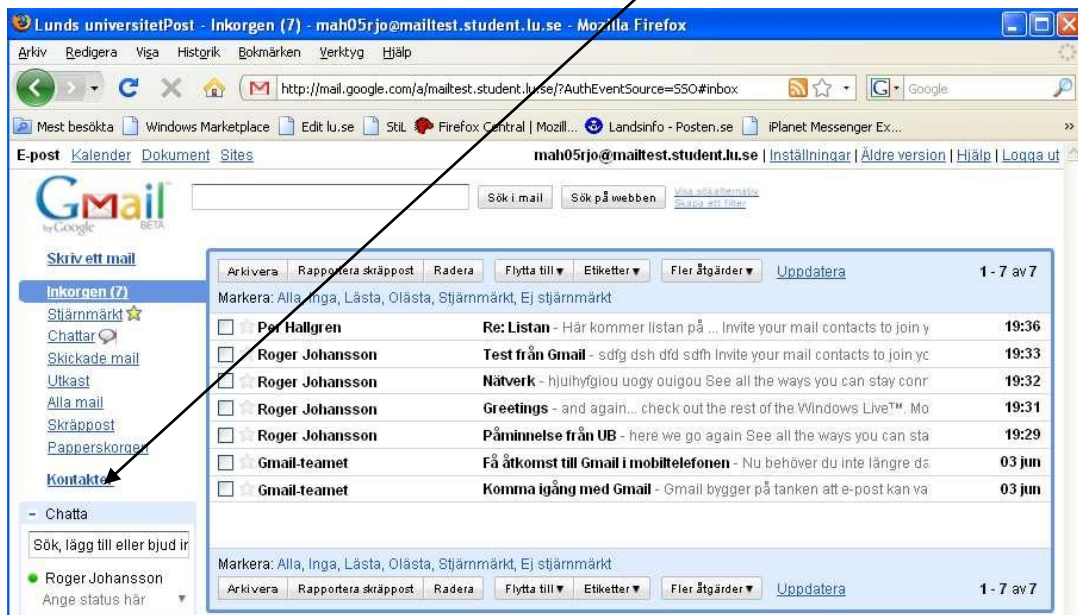 Lunds universitetPost - Inkorgen (7) - mah05rjo@mailtest.student.lu.se - Mozilla Firefox
Arkiv Redigera Visa Historik Bokmärken Verktyg Hjälp
http://mail.google.com/a/mailtest.student.lu.se/?AuthEventSource=SSO#inbox G Google
Mest besökta Windows Marketplace Edit lu.se StiL Firefox Central | Mozill... Landsinfo - Posten.se iPlanet Messenger Ex... »
E-post Kalender Dokument Sites mah05rjo@mailtest.student.lu.se | Inställningar | Äldre version | Hjälp | Logga ut
Gmail by Google BETA
Sök i mail Sök på webben Visa sökalternativ
Skapa ett filter
Skriv ett mail
Inkorgen (7)
Stjärnmärkt
Chattar
Skickade mail
Utkast
Alla mail
Skräppost
Papperskorgen
Kontakter
− Chatta
Sök, lägg till eller bjud in
Roger Johansson
Ange status här
Arkivera Rapportera skräppost Radera Flytta till Etiketter Fler åtgärder Uppdatera 1 - 7 av 7
Markera: Alla, Inga, Lästa, Olästa, Stjärnmärkt, Ej stjärnmärkt
Per Hallgren Re: Listan - Här kommer listan på ... Invite your mail contacts to join y 19:36
Roger Johansson Test från Gmail - sdfg dsh dfd sdfh Invite your mail contacts to join yc 19:33
Roger Johansson Nätverk - hjuihyfgiou uogy ouigou See all the ways you can stay conr 19:32
Roger Johansson Greetings - and again... check out the rest of the Windows Live™. Mo 19:31
Roger Johansson Påminnelse från UB - here we go again See all the ways you can sta 19:29
Gmail-teamet Få åtkomst till Gmail i mobiltelefonen - Nu behöver du inte längre da 03 jun
Gmail-teamet Komma igång med Gmail - Gmail bygger på tanken att e-post kan va 03 jun
Markera: Alla, Inga, Lästa, Olästa, Stjärnmärkt, Ej stjärnmärkt
Arkivera Rapportera skräppost Radera Flytta till Etiketter Fler åtgärder Uppdatera 1 - 7 av 7